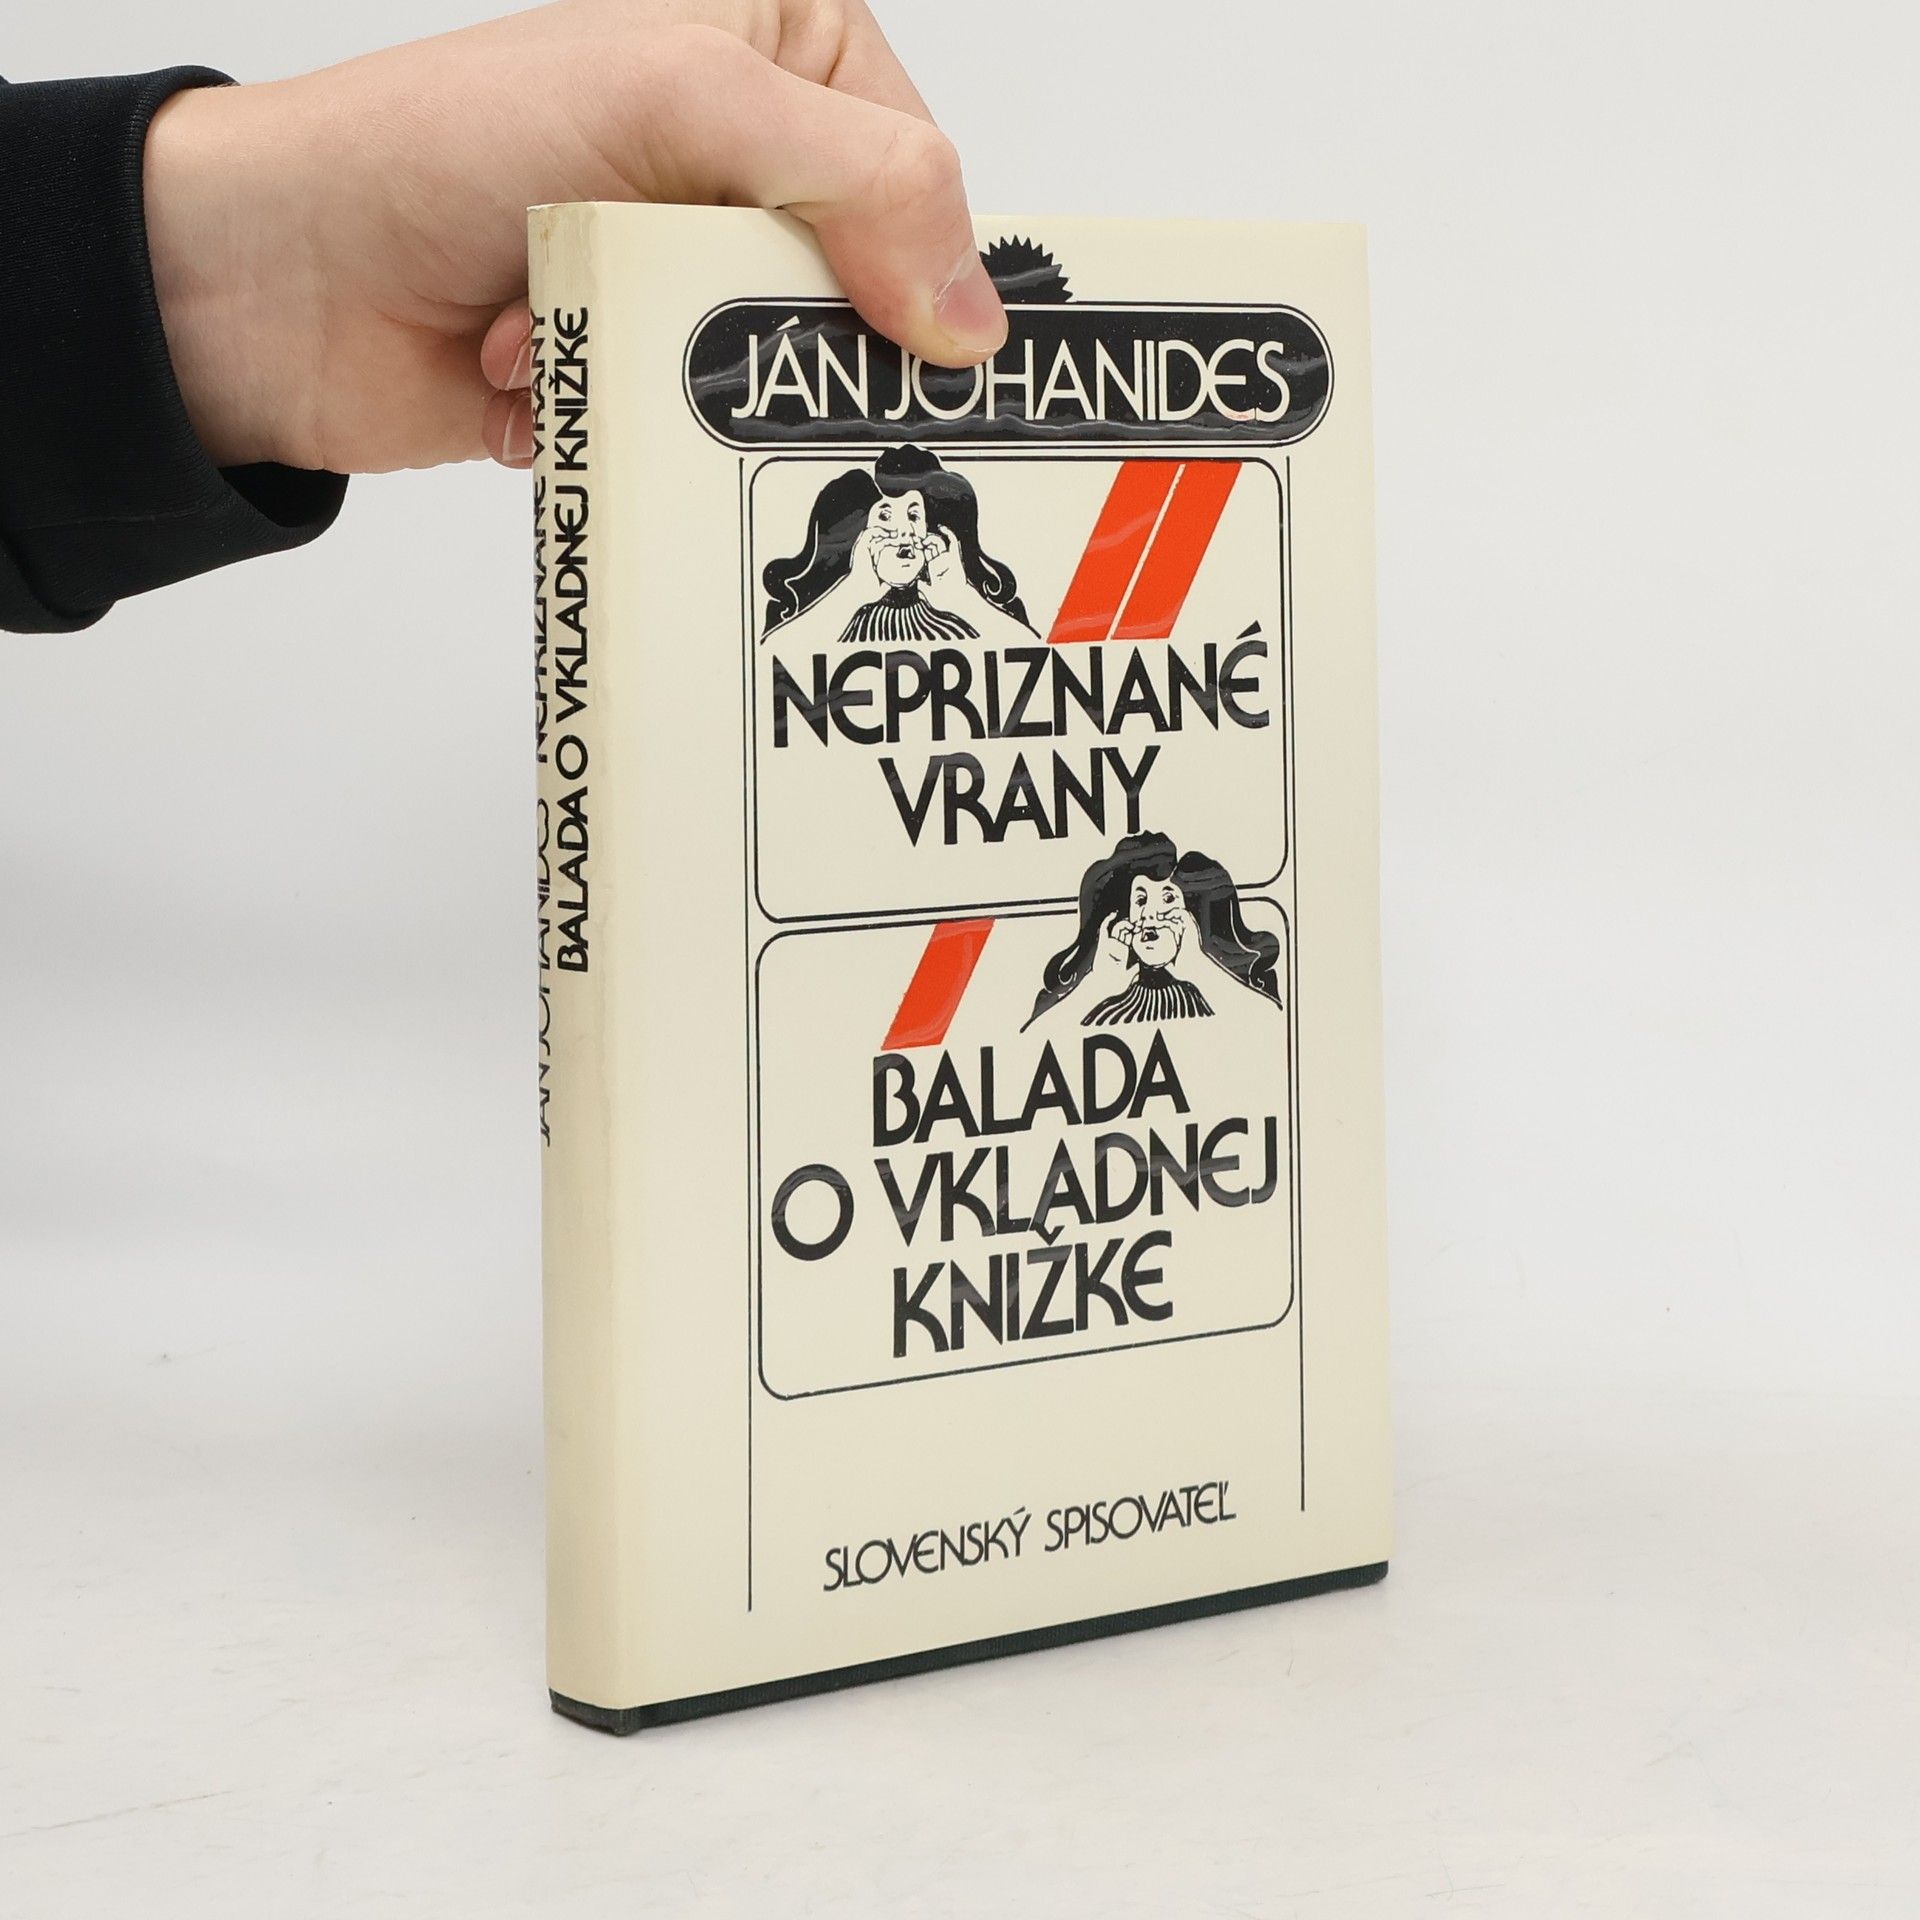 JÁN JOHANIDES NEPRIZNANÉ VRANY
BALADA O VKLADNEJ KNIŽKE
JÁN JOHANIDES
NEPRIZNANÉ
VRANY
BALADA
O VKLADNEJ
KNIŽKE
SLOVENSKÝ SPISOVATEĽ